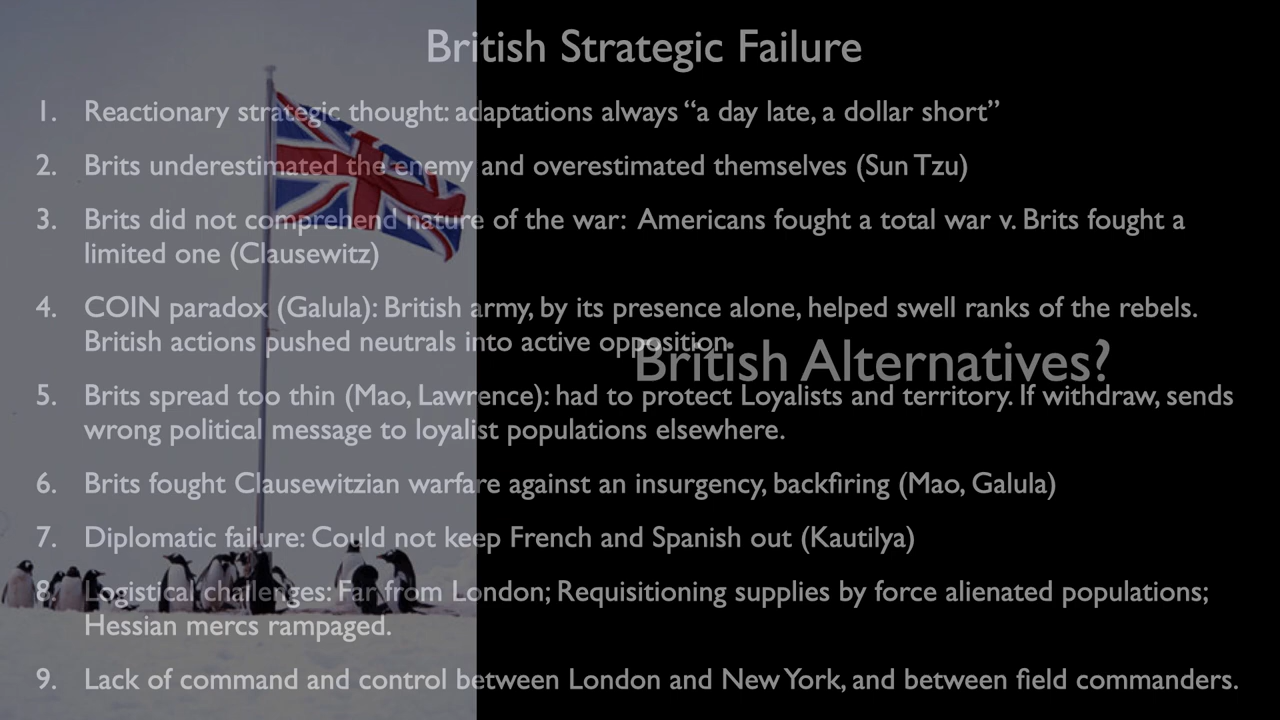 British Strategic Failure
1. Reactionary strategic thought: adaptations always “a day late, a dollar short”
2. Brits underestimated the enemy and overestimated themselves (Sun Tzu)
3. Brits did not comprehend nature of the war: Americans fought a total war v. Brits fought a
limited one (Clausewitz)
4. COIN paradox (Galula): British army, by its presence alone, helped swell ranks of the rebels.
British actions pushed neutrals into active opposition.
British Alternatives?
5. Brits spread too thin (Mao, Lawrence): had to protect Loyalists and territory. If withdraw, sends
wrong political message to loyalist populations elsewhere.
6. Brits fought Clausewitzian warfare against an insurgency, backfiring (Mao, Galula)
7. Diplomatic failure: Could not keep French and Spanish out (Kautilya)
8. Logistical challenges: Far from London; Requisitioning supplies by force alienated populations;
Hessian mercs rampaged.
9. Lack of command and control between London and New York, and between field commanders.